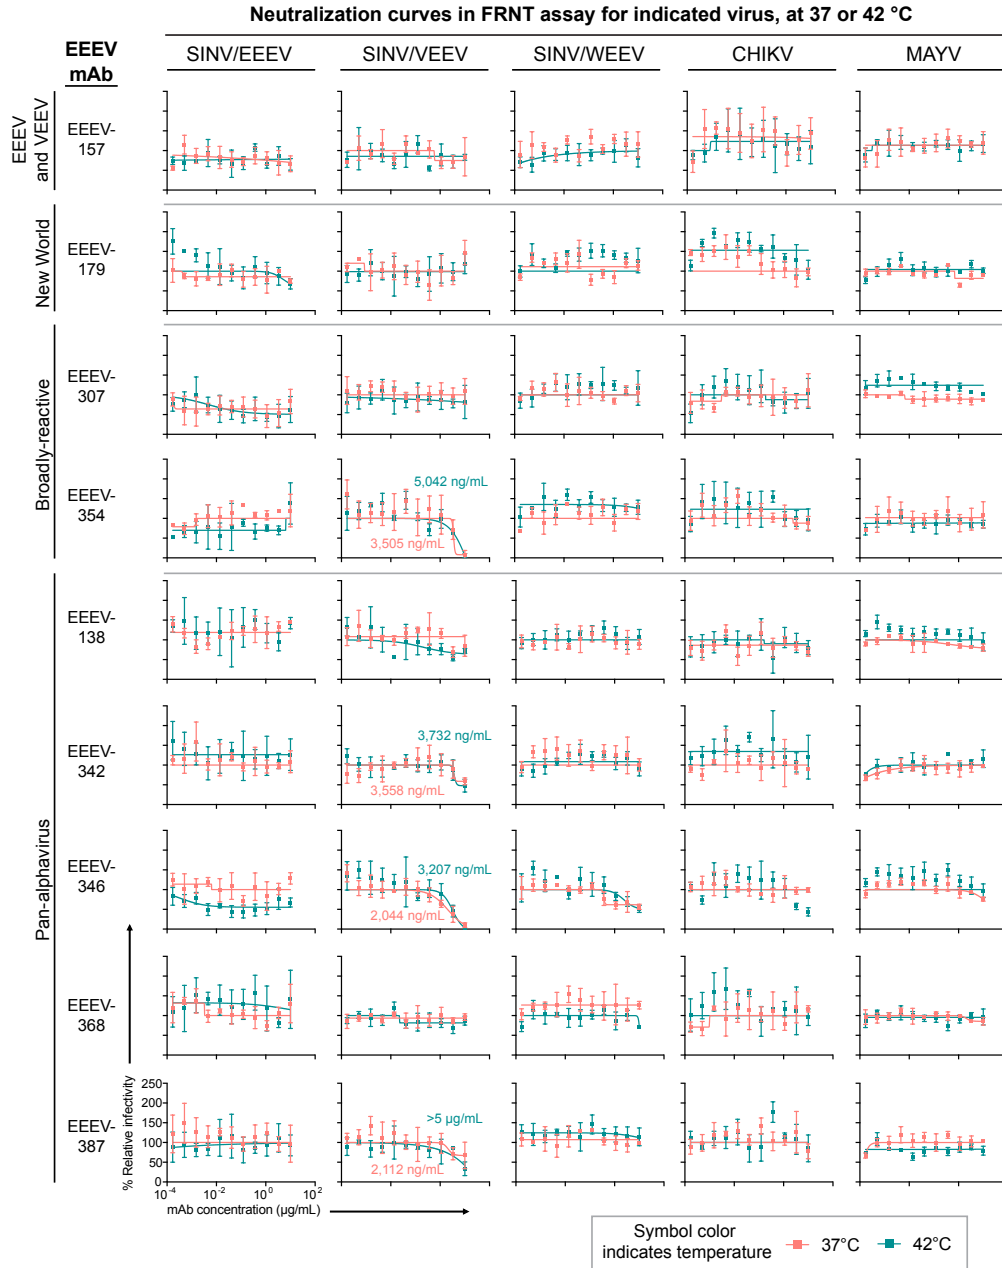 Neutralization curves in FRNT assay for indicated virus, at 37 or 42 °C
EEEV
mAb
SINV/EEEV
SINV/VEEV
SINV/WEEV
CHIKV
MAYV
EEEV
and VEEV
EEEV-
157
New World
EEEV-
179
Broadly-reactive
EEEV-
307
EEEV-
354
5,042 ng/mL
3,505 ng/mL
Pan-alphavirus
EEEV-
138
EEEV-
342
3,732 ng/mL
3,558 ng/mL
EEEV-
346
3,207 ng/mL
2,044 ng/mL
EEEV-
368
EEEV-
387
>5 µg/mL
2,112 ng/mL
% Relative infectivity
250
200
150
100
50
0
10⁻⁴ 10⁻² 10⁰ 10²
mAb concentration (µg/mL)
Symbol color
indicates temperature
37°C
42°C